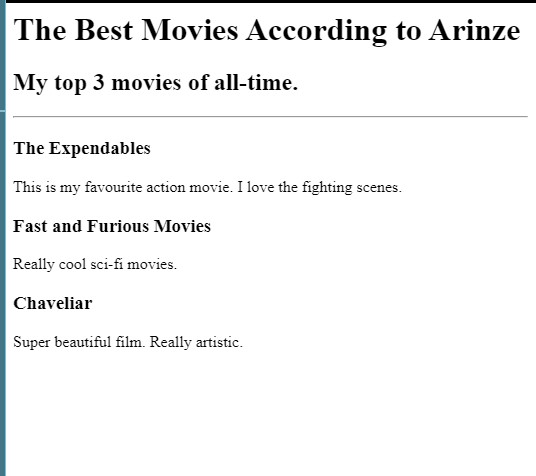 The Best Movies According to Arinze
My top 3 movies of all-time.
The Expendables
This is my favourite action movie. I love the fighting scenes.
Fast and Furious Movies
Really cool sci-fi movies.
Chaveliar
Super beautiful film. Really artistic.